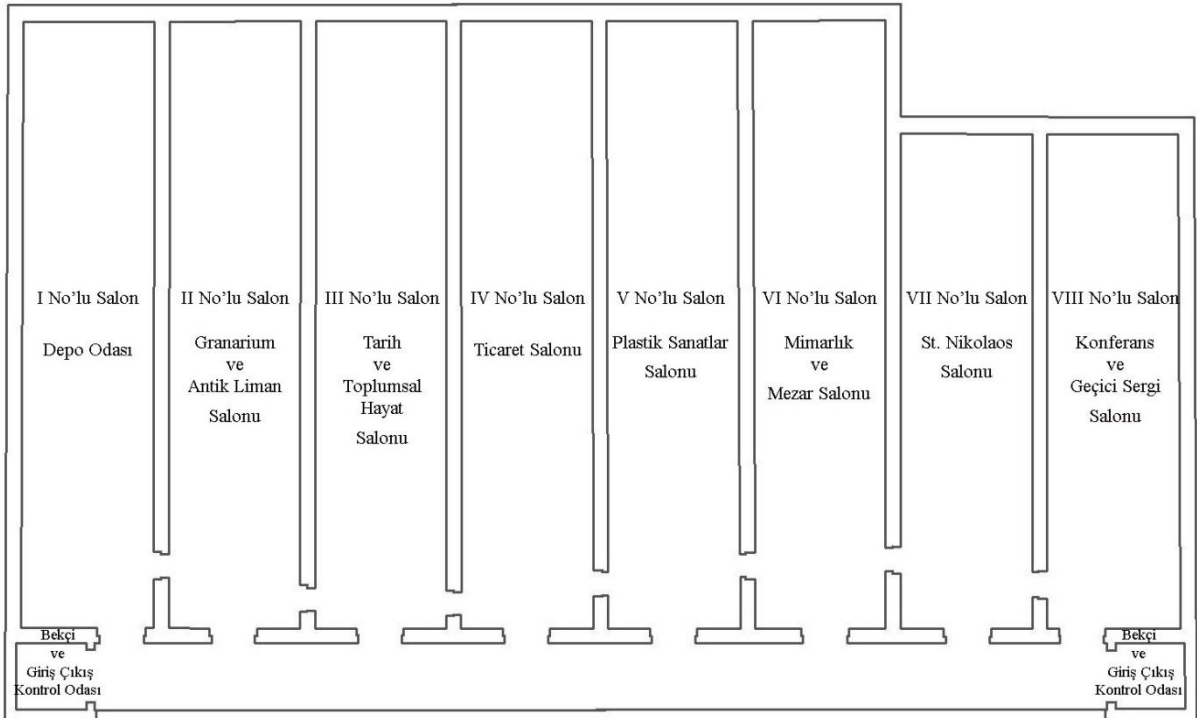 I No'lu Salon
Depo Odası
II No'lu Salon
Granarium
ve
Antik Liman
Salonu
III No'lu Salon
Tarih
ve
Toplumsal
Hayat
Salonu
IV No'lu Salon
Ticaret Salonu
V No'lu Salon
Plastik Sanatlar
Salonu
VI No'lu Salon
Mimarlık
ve
Mezar Salonu
VII No'lu Salon
St. Nikolaos
Salonu
VIII No'lu Salon
Konferans
ve
Geçici Sergi
Salonu
Bekçi
ve
Giriş Çıkış
Kontrol Odası
Bekçi
ve
Giriş Çıkış
Kontrol Odası